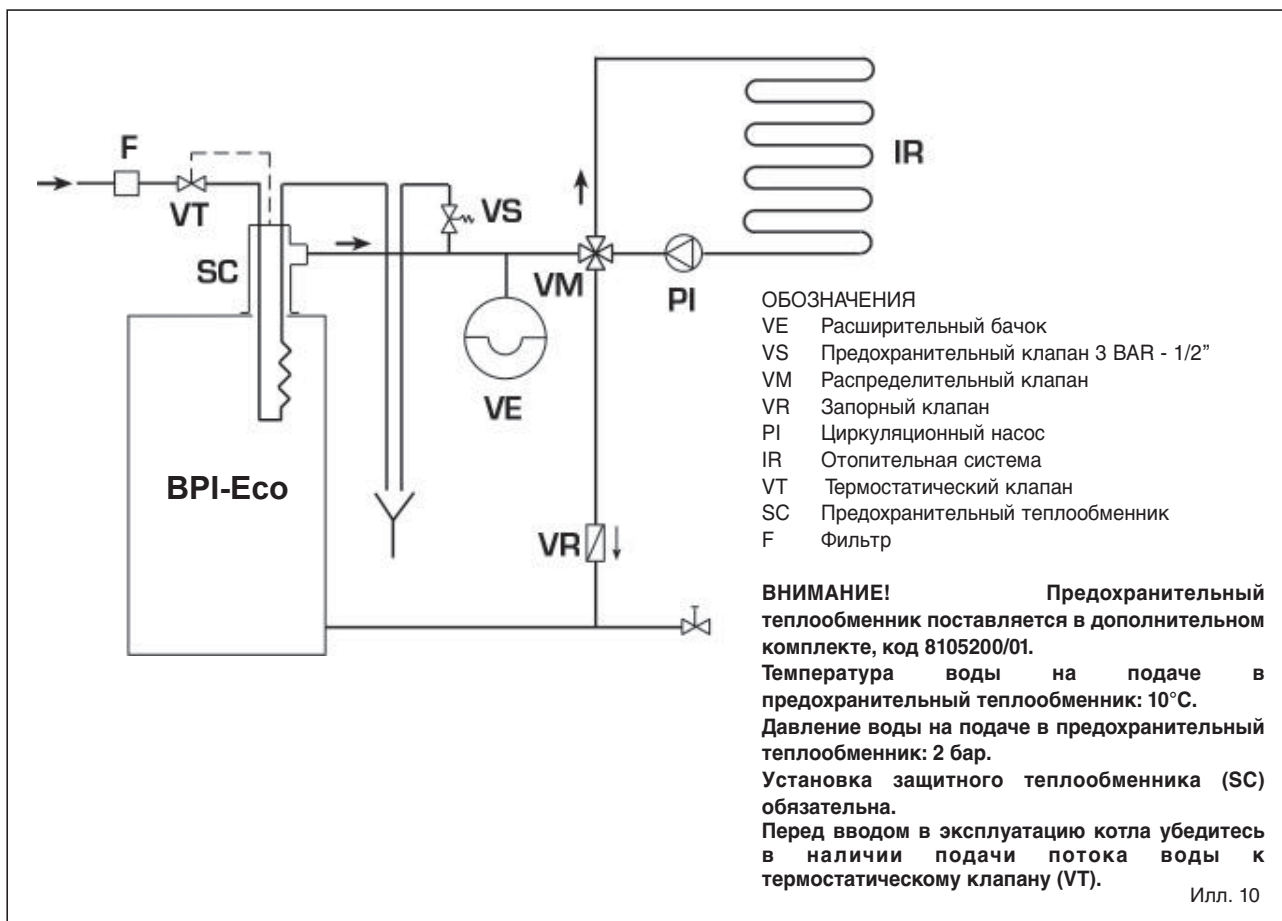 F
VT
SC
VS
VM
PI
IR
VE
BPI-Eco
VR
ОБОЗНАЧЕНИЯ
VE Расширительный бачок
VS Предохранительный клапан 3 BAR - 1/2”
VM Распределительный клапан
VR Запорный клапан
PI Циркуляционный насос
IR Отопительная система
VT Термостатический клапан
SC Предохранительный теплообменник
F Фильтр
ВНИМАНИЕ! Предохранительный
теплообменник поставляется в дополнительном
комплекте, код 8105200/01.
Температура воды на подаче в
предохранительный теплообменник: 10°C.
Давление воды на подаче в предохранительный
теплообменник: 2 бар.
Установка защитного теплообменника (SC)
обязательна.
Перед вводом в эксплуатацию котла убедитесь
в наличии подачи потока воды к
термостатическому клапану (VT).
Илл. 10